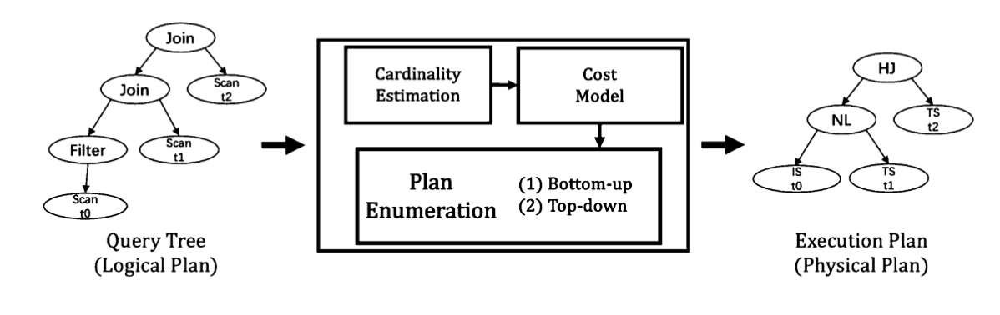 Join
Join
Scan
t2
Filter
Scan
t1
Scan
t0
Query Tree
(Logical Plan)
Cardinality
Estimation
Cost
Model
Plan
Enumeration
(1) Bottom-up
(2) Top-down
HJ
NL
TS
t2
IS
t0
TS
t1
Execution Plan
(Physical Plan)